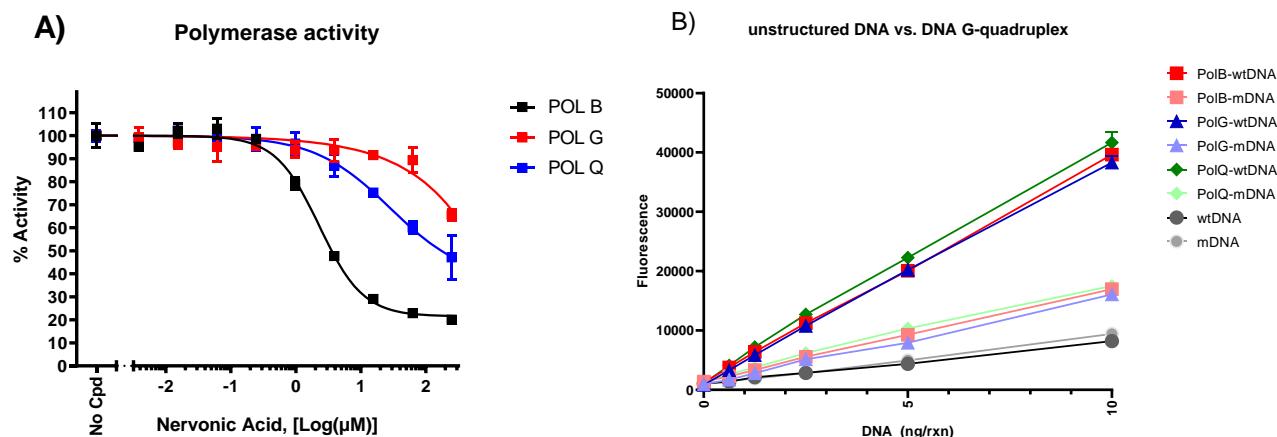 A)
Polymerase activity
110
100
90
80
70
60
50
40
30
20
10
0
% Activity
No Cpd
-2
-1
0
1
2
Nervonic Acid, [Log(µM)]
POL B
POL G
POL Q
B)
unstructured DNA vs. DNA G-quadruplex
50000
40000
30000
20000
10000
0
Fluorescence
0
5
10
DNA (ng/rxn)
PolB-wtDNA
PolB-mDNA
PolG-wtDNA
PolG-mDNA
PolQ-wtDNA
PolQ-mDNA
wtDNA
mDNA